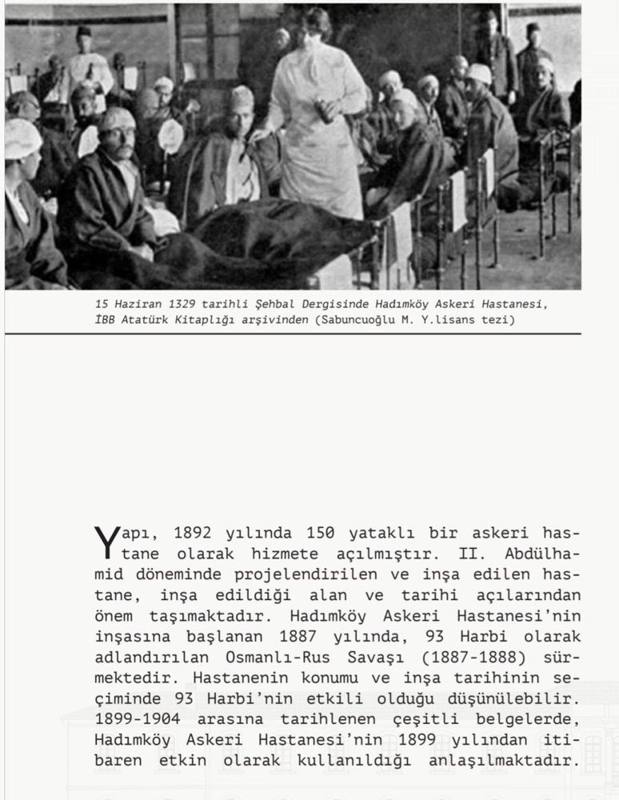 15 Haziran 1329 tarihli Şehbal Dergisinde Hadımköy Askeri Hastanesi,
İBB Atatürk Kitaplığı arşivinden (Sabuncuoğlu M. Y.lisans tezi)
Yapı, 1892 yılında 150 yataklı bir askeri has-
tane olarak hizmete açılmıştır. II. Abdülha-
mid döneminde projelendirilen ve inşa edilen has-
tane, inşa edildiği alan ve tarihi açılarından
önem taşımaktadır. Hadımköy Askeri Hastanesi’nin
inşasına başlanan 1887 yılında, 93 Harbi olarak
adlandırılan Osmanlı-Rus Savaşı (1887-1888) sür-
mektedir. Hastanenin konumu ve inşa tarihinin se-
çiminde 93 Harbi’nin etkili olduğu düşünülebilir.
1899-1904 arasına tarihlenen çeşitli belgelerde,
Hadımköy Askeri Hastanesi’nin 1899 yılından iti-
baren etkin olarak kullanıldığı anlaşılmaktadır.